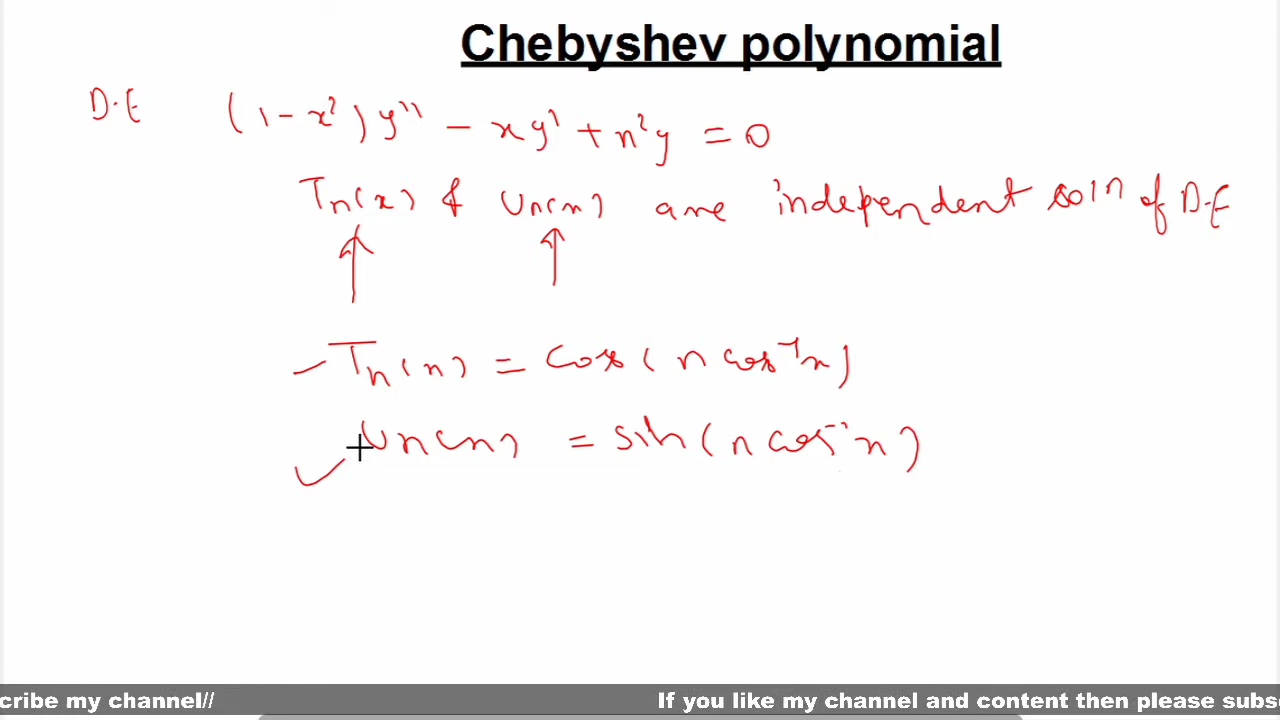 Chebyshev polynomial
D.E (1-x²)y'' - xy' + n²y = 0
Tn(x) & Un(x) are independent soln of D.E
Tn(x) = cos(n cos⁻¹x)
Un(x) = sin(n cos⁻¹x)
cribe my channel// If you like my channel and content then please subs